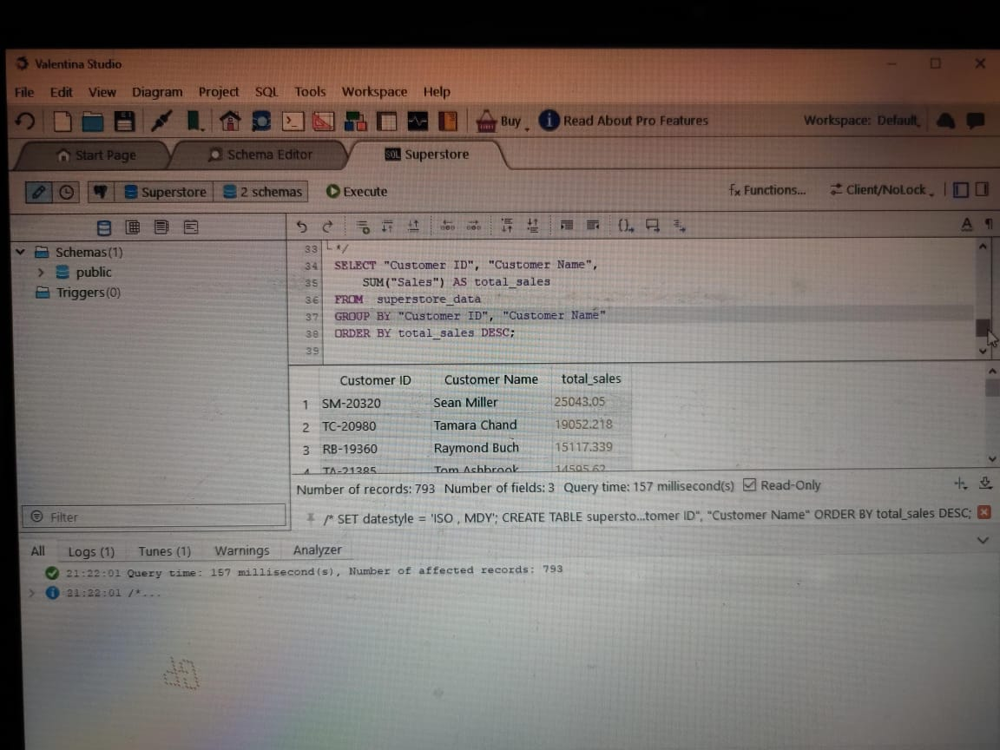 Valentina Studio
File Edit View Diagram Project SQL Tools Workspace Help
Buy Read About Pro Features Workspace: Default
Start Page Schema Editor SQL Superstore
Superstore 2 schemas Execute fx Functions... Client/NoLock
Schemas(1)
public
Triggers(0)
Filter
33 */
34 SELECT "Customer ID", "Customer Name",
35 SUM("Sales") AS total_sales
36 FROM superstore_data
37 GROUP BY "Customer ID", "Customer Name"
38 ORDER BY total_sales DESC;
39
Customer ID Customer Name total_sales
1 SM-20320 Sean Miller 25043.05
2 TC-20980 Tamara Chand 19052.218
3 RB-19360 Raymond Buch 15117.339
4 TA-21385 Tom Ashbrook 14595.62
Number of records: 793 Number of fields: 3 Query time: 157 millisecond(s) Read-Only
/* SET datestyle = 'ISO , MDY'; CREATE TABLE supersto...tomer ID", "Customer Name" ORDER BY total_sales DESC;
All Logs (1) Tunes (1) Warnings Analyzer
21:22:01 Query time: 157 millisecond(s), Number of affected records: 793
21:22:01 /*...